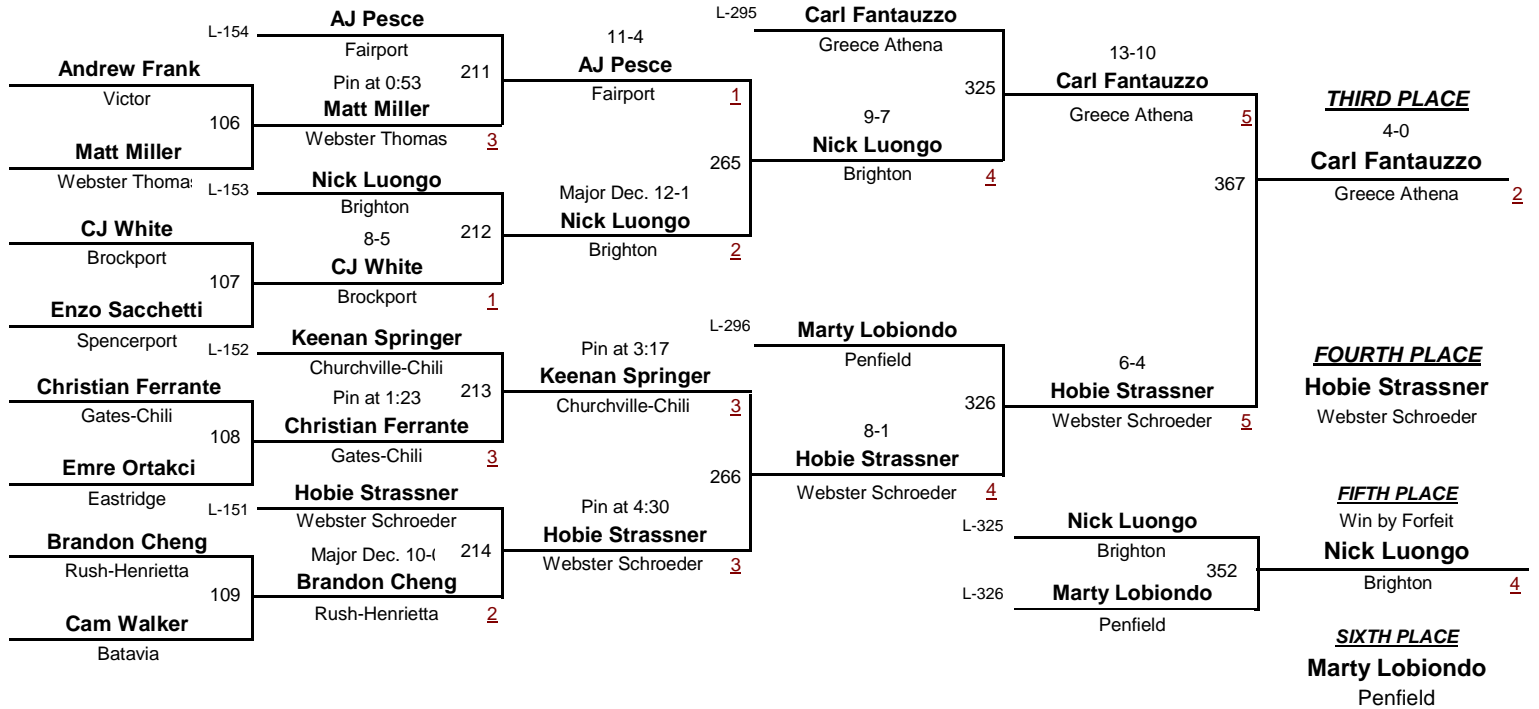 L-154
AJ Pesce
Fairport
Andrew Frank
Victor
106
Pin at 0:53
211
Matt Miller
Webster Thomas
3
Matt Miller
Webster Thomas
11-4
AJ Pesce
Fairport
1
L-153
Nick Luongo
Brighton
CJ White
Brockport
107
8-5
212
CJ White
Brockport
1
Enzo Sacchetti
Spencerport
265
Major Dec. 12-1
Nick Luongo
Brighton
2
L-152
Keenan Springer
Churchville-Chili
Christian Ferrante
Gates-Chili
108
Pin at 1:23
213
Christian Ferrante
Gates-Chili
3
Emre Ortakci
Eastridge
Pin at 3:17
Keenan Springer
Churchville-Chili
3
L-151
Hobie Strassner
Webster Schroeder
Brandon Cheng
Rush-Henrietta
109
Major Dec. 10-(
214
Brandon Cheng
Rush-Henrietta
2
Cam Walker
Batavia
266
Pin at 4:30
Hobie Strassner
Webster Schroeder
3
L-295
Carl Fantauzzo
Greece Athena
325
9-7
Nick Luongo
Brighton
4
13-10
Carl Fantauzzo
Greece Athena
5
L-296
Marty Lobiondo
Penfield
326
8-1
Hobie Strassner
Webster Schroeder
4
6-4
Hobie Strassner
Webster Schroeder
5
367
THIRD PLACE
4-0
Carl Fantauzzo
Greece Athena
2
FOURTH PLACE
Hobie Strassner
Webster Schroeder
L-325
Nick Luongo
Brighton
352
L-326
Marty Lobiondo
Penfield
FIFTH PLACE
Win by Forfeit
Nick Luongo
Brighton
4
SIXTH PLACE
Marty Lobiondo
Penfield